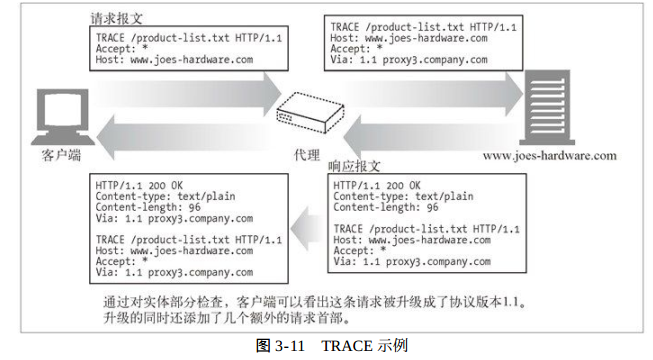 请求报文
TRACE /product-list.txt HTTP/1.1
Accept: *
Host: www.joes-hardware.com
TRACE /product-list.txt HTTP/1.1
Host: www.joes-hardware.com
Accept: *
Via: 1.1 proxy3.company.com
客户端
代理
www.joes-hardware.com
响应报文
HTTP/1.1 200 OK
Content-type: text/plain
Content-length: 96
Via: 1.1 proxy3.company.com
TRACE /product-list.txt HTTP/1.1
Host: www.joes-hardware.com
Accept: *
Via: 1.1 proxy3.company.com
HTTP/1.1 200 OK
Content-type: text/plain
Content-length: 96
TRACE /product-list.txt HTTP/1.1
Host: www.joes-hardware.com
Accept: *
Via: 1.1 proxy3.company.com
通过对实体部分检查，客户端可以看出这条请求被升级成了协议版本1.1。
升级的同时还添加了几个额外的请求首部。
图 3-11 TRACE 示例